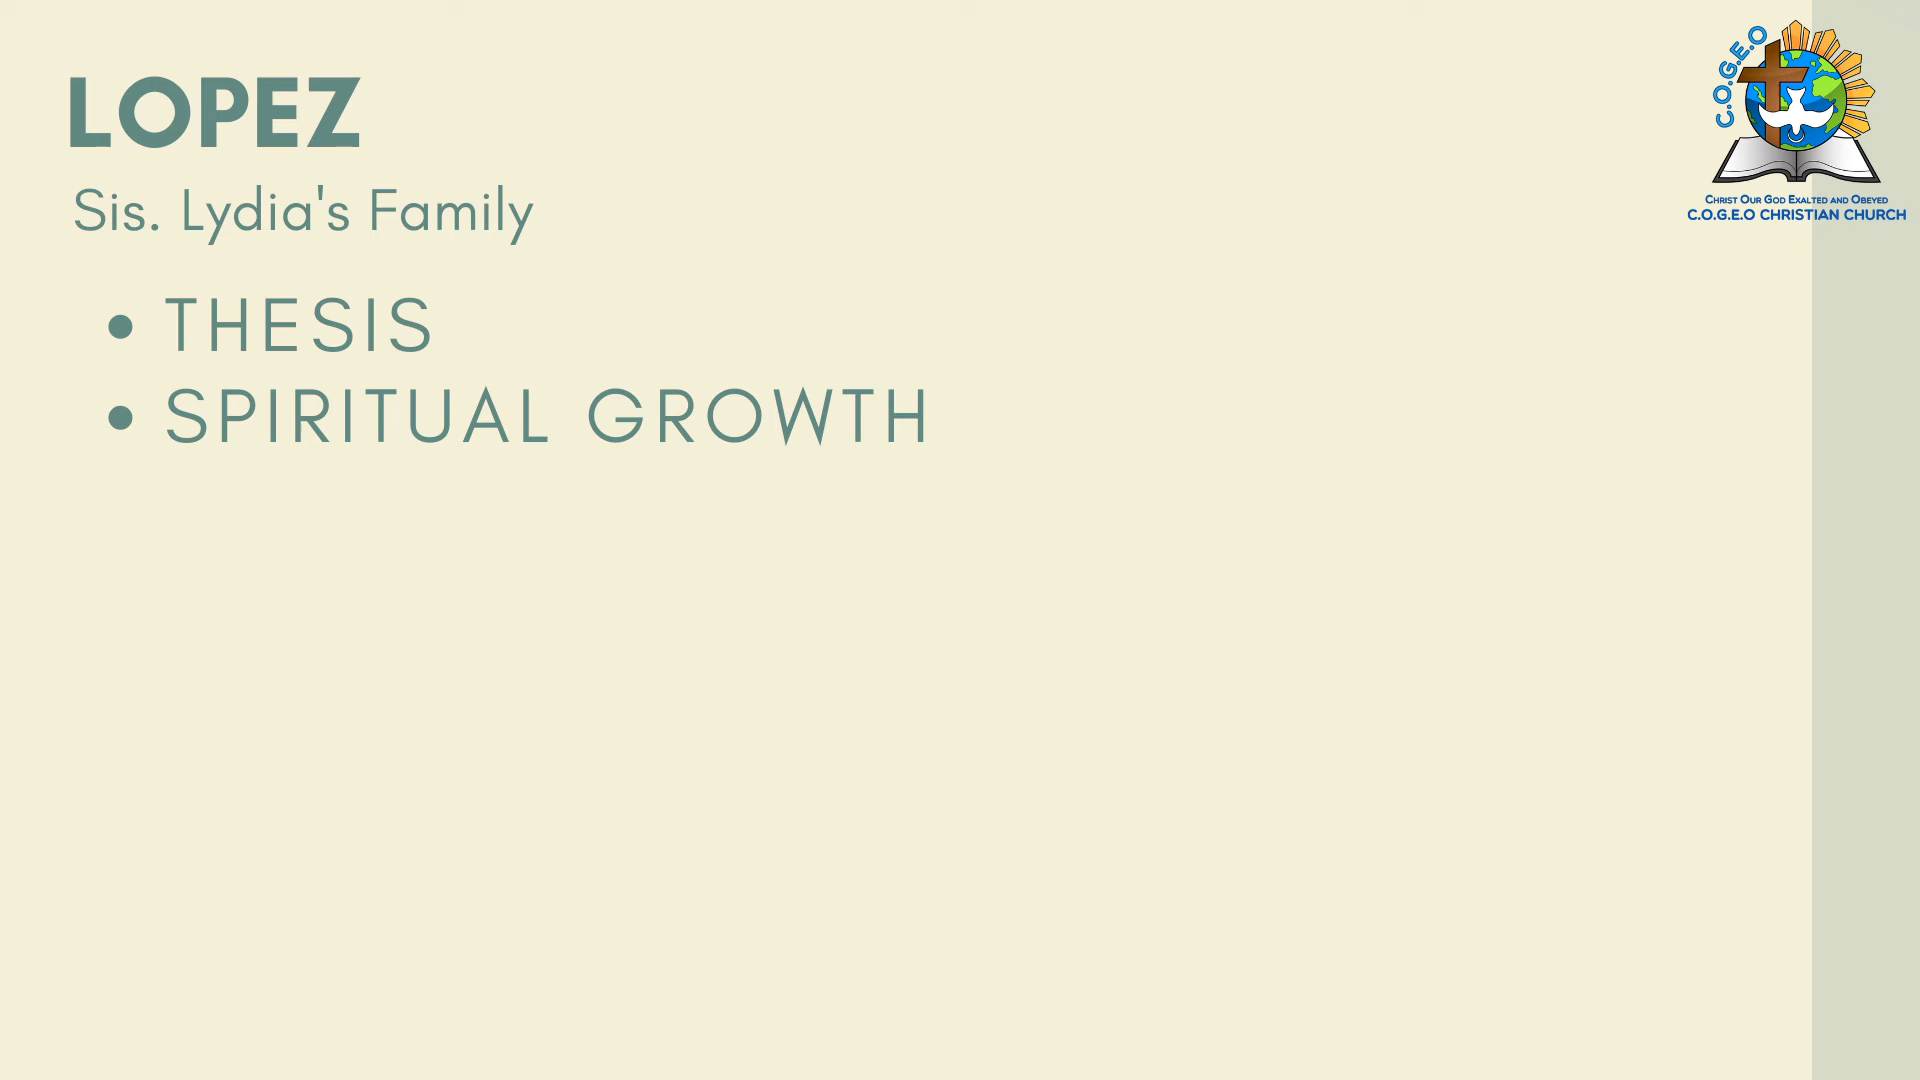 LOPEZ
Sis. Lydia's Family
• THESIS
• SPIRITUAL GROWTH
C.O.G.E.O
Christ Our God Exalted and Obeyed
C.O.G.E.O CHRISTIAN CHURCH